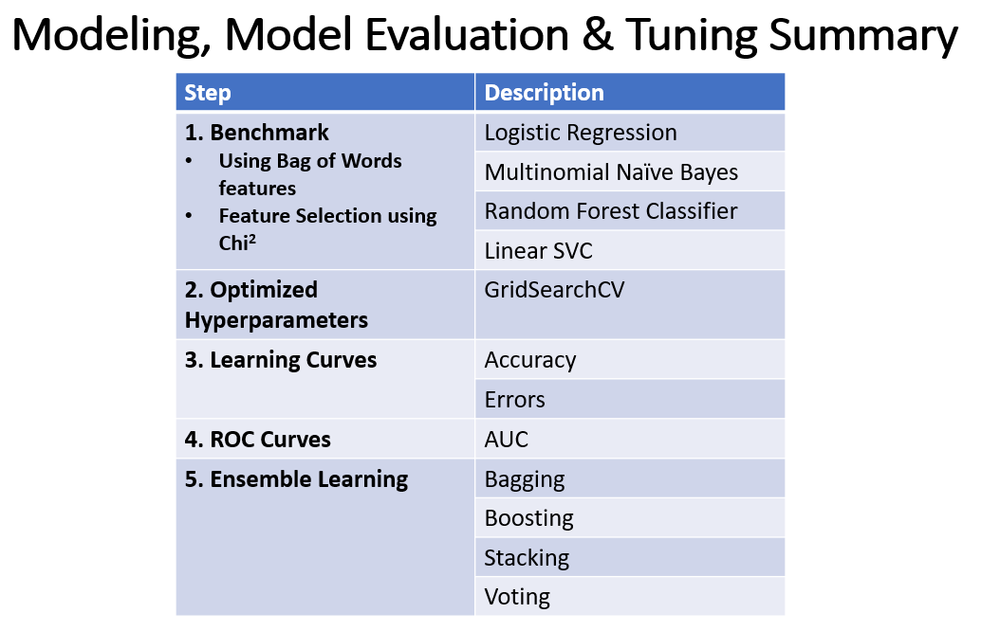 Modeling, Model Evaluation & Tuning Summary
Step
Description
1. Benchmark
• Using Bag of Words
features
• Feature Selection using
Chi²
Logistic Regression
Multinomial Naïve Bayes
Random Forest Classifier
Linear SVC
2. Optimized
Hyperparameters
GridSearchCV
3. Learning Curves
Accuracy
Errors
4. ROC Curves
AUC
5. Ensemble Learning
Bagging
Boosting
Stacking
Voting